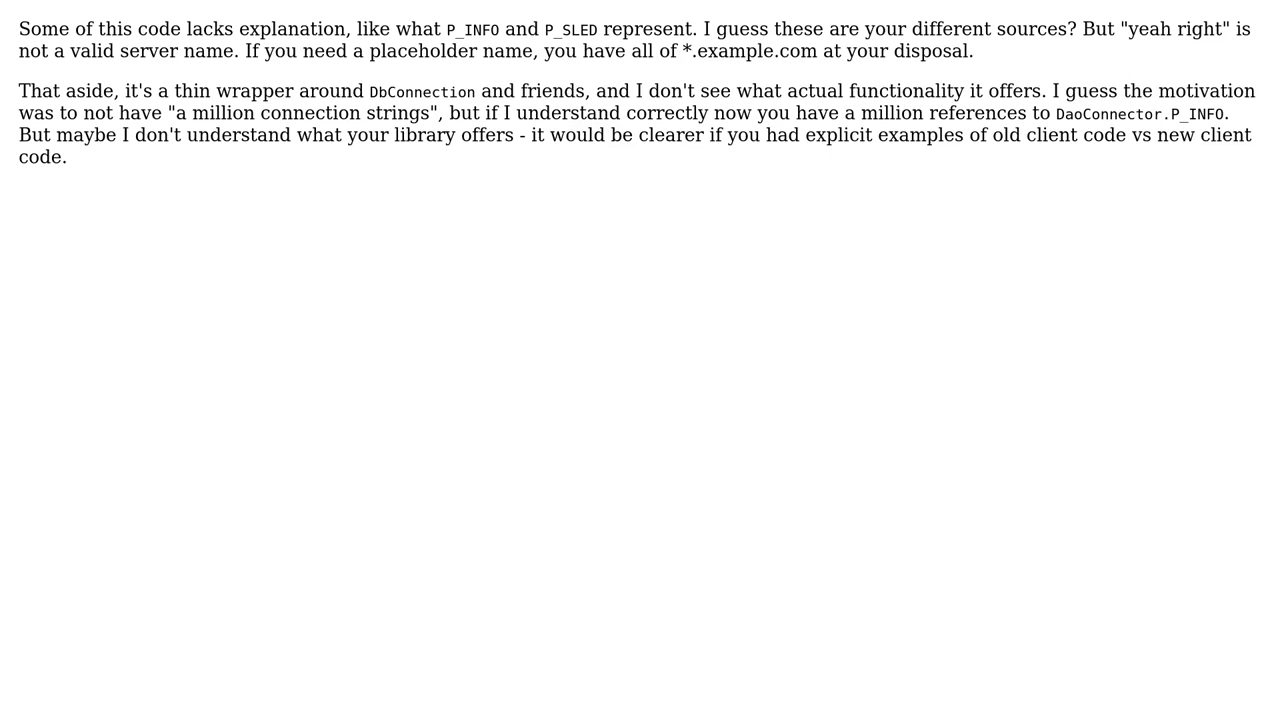 Some of this code lacks explanation, like what P_INFO and P_SLED represent. I guess these are your different sources? But "yeah right" is
not a valid server name. If you need a placeholder name, you have all of *.example.com at your disposal.
That aside, it's a thin wrapper around DbConnection and friends, and I don't see what actual functionality it offers. I guess the motivation
was to not have "a million connection strings", but if I understand correctly now you have a million references to DaoConnector.P_INFO.
But maybe I don't understand what your library offers - it would be clearer if you had explicit examples of old client code vs new client
code.